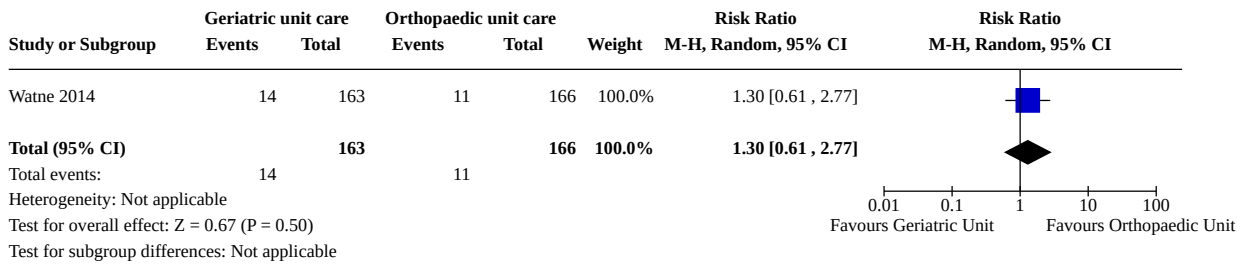 Geriatric unit care Orthopaedic unit care Risk Ratio Risk Ratio
Study or Subgroup Events Total Events Total Weight M-H, Random, 95% CI M-H, Random, 95% CI
Watne 2014 14 163 11 166 100.0% 1.30 [0.61 , 2.77]
Total (95% CI) 163 166 100.0% 1.30 [0.61 , 2.77]
Total events: 14 11
Heterogeneity: Not applicable
0.01 0.1 1 10 100
Test for overall effect: Z = 0.67 (P = 0.50)
Favours Geriatric Unit Favours Orthopaedic Unit
Test for subgroup differences: Not applicable